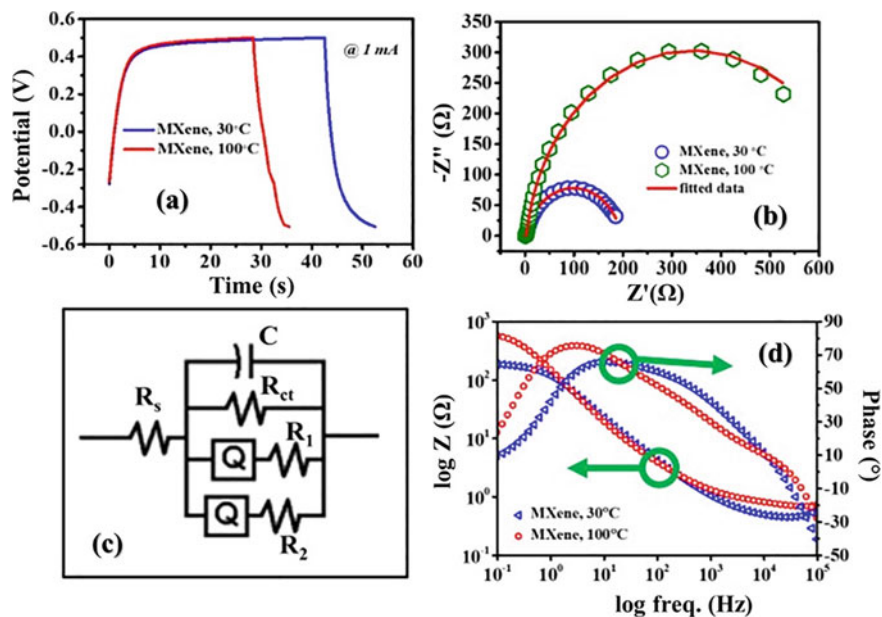 0.5
0.4
0.2
0.0
-0.2
-0.4
-0.6
Potential (V)
@ 1 mA
MXene, 30°C
MXene, 100°C
(a)
0 10 20 30 40 50 60
Time (s)
350
300
250
200
150
100
50
0
-Z" (Ω)
MXene, 30 °C
MXene, 100 °C
fitted data
(b)
0 100 200 300 400 500 600
Z'(Ω)
C
Rs
Rct
Q R1
Q R2
(c)
10³
10²
10¹
10⁰
10⁻¹
log Z (Ω)
(d)
MXene, 30°C
MXene, 100°C
90
70
50
30
10
-10
-30
-50
Phase (°)
10⁻¹ 10⁰ 10¹ 10² 10³ 10⁴ 10⁵
log freq. (Hz)